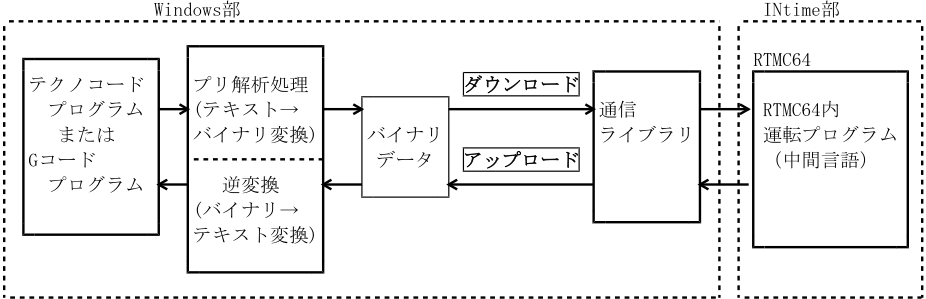 Windows部
INtime部
テクノコード
プログラム
または
Gコード
プログラム
プリ解析処理
(テキスト→
バイナリ変換)
逆変換
(バイナリ→
テキスト変換)
バイナリ
データ
ダウンロード
アップロード
通信
ライブラリ
RTMC64
RTMC64内
運転プログラム
(中間言語)